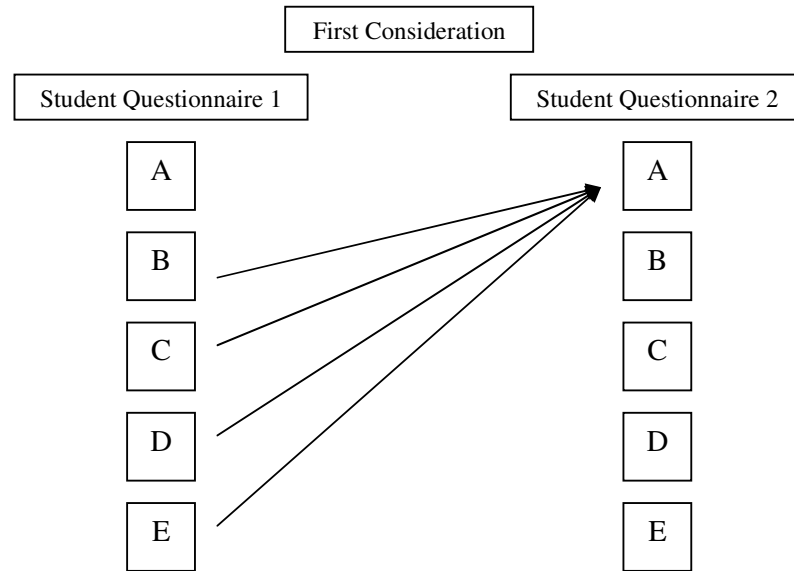 First Consideration
Student Questionnaire 1
Student Questionnaire 2
A
A
B
B
C
C
D
D
E
E